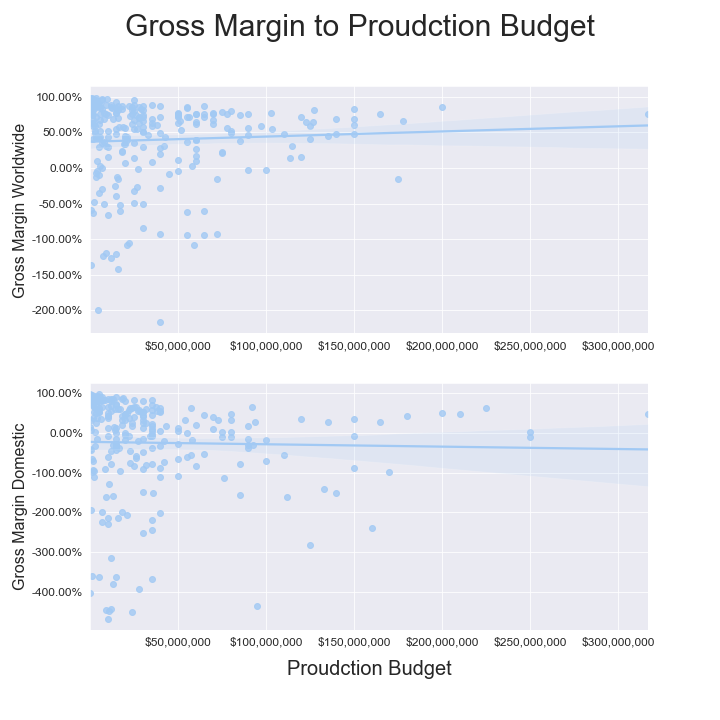 Gross Margin to Proudction Budget
Gross Margin Worldwide
100.00%
50.00%
0.00%
-50.00%
-100.00%
-150.00%
-200.00%
$50,000,000 $100,000,000 $150,000,000 $200,000,000 $250,000,000 $300,000,000
Gross Margin Domestic
100.00%
0.00%
-100.00%
-200.00%
-300.00%
-400.00%
$50,000,000 $100,000,000 $150,000,000 $200,000,000 $250,000,000 $300,000,000
Proudction Budget